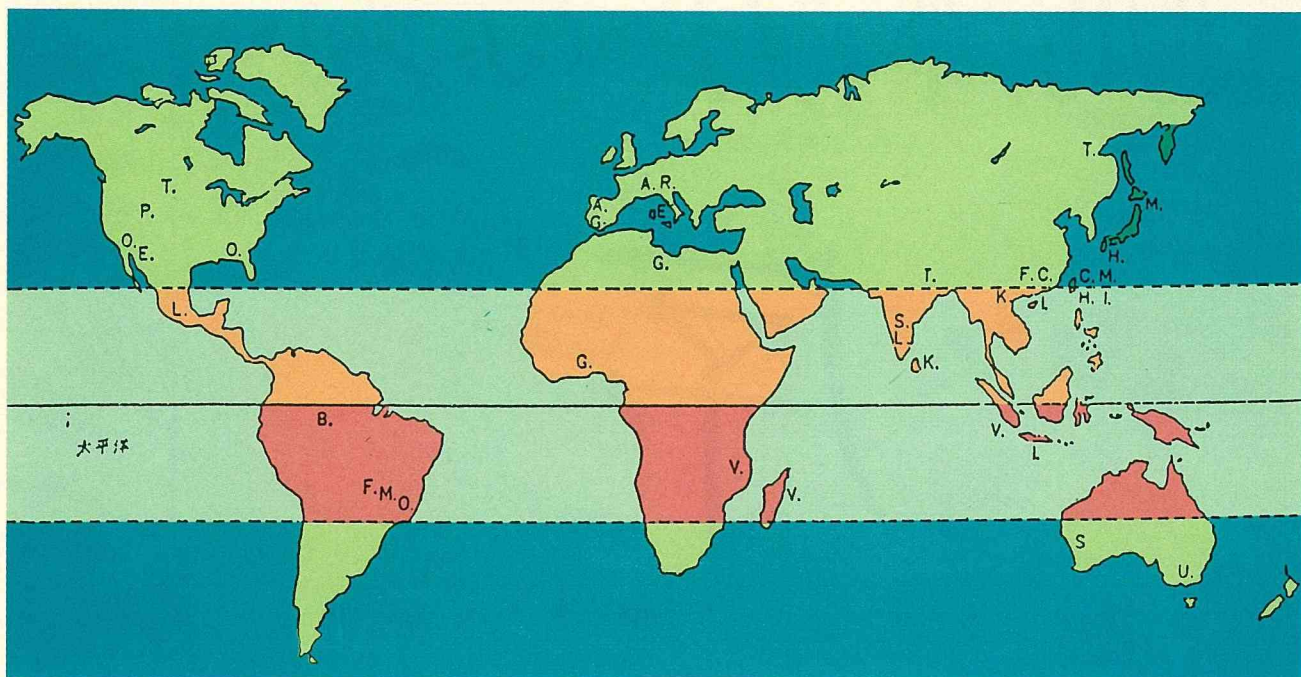 T.
P.
O.
E.
O.
L.
B.
F. M. O.
太平洋
A. R.
A.
G.
E
G.
G.
V.
V.
T.
M.
H.
T.
F. C.
C. M.
H. I.
K.
I.
S.
L.
K.
V.
I.
S
U.